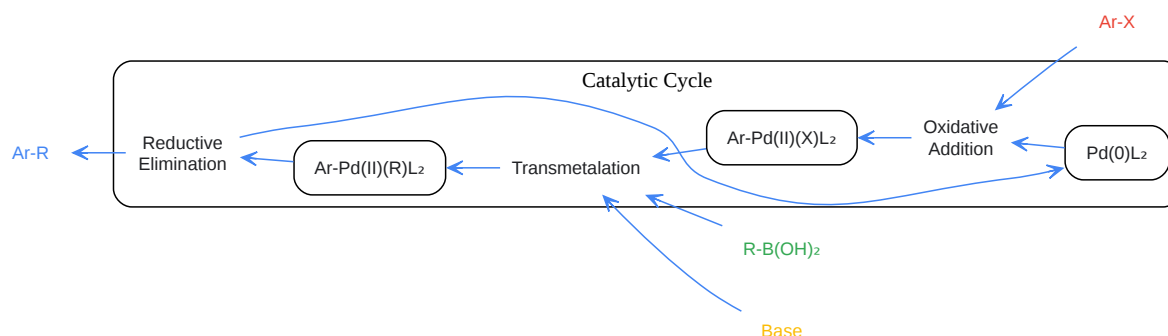 Ar-X
Catalytic Cycle
Ar-R
Reductive
Elimination
Ar-Pd(II)(R)L₂
Transmetalation
Ar-Pd(II)(X)L₂
Oxidative
Addition
Pd(0)L₂
R-B(OH)₂
Base